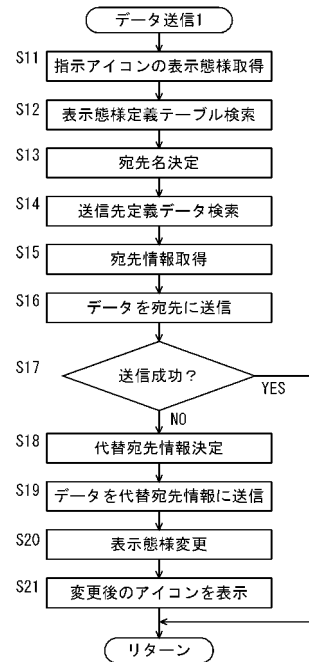 データ送信1
S11
指示アイコンの表示態様取得
S12
表示態様定義テーブル検索
S13
宛先名決定
S14
送信先定義データ検索
S15
宛先情報取得
S16
データを宛先に送信
S17
送信成功?
YES
NO
S18
代替宛先情報決定
S19
データを代替宛先情報に送信
S20
表示態様変更
S21
変更後のアイコンを表示
リターン